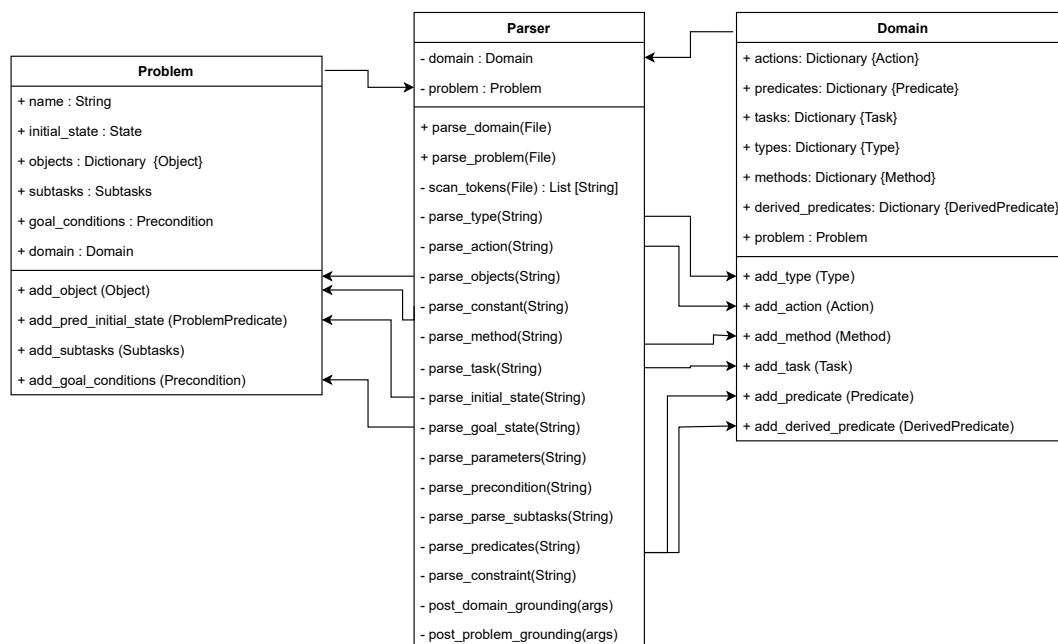 Problem
+ name : String
+ initial_state : State
+ objects : Dictionary {Object}
+ subtasks : Subtasks
+ goal_conditions : Precondition
+ domain : Domain
+ add_object (Object)
+ add_pred_initial_state (ProblemPredicate)
+ add_subtasks (Subtasks)
+ add_goal_conditions (Precondition)
Parser
- domain : Domain
- problem : Problem
+ parse_domain(File)
+ parse_problem(File)
- scan_tokens(File) : List [String]
- parse_type(String)
- parse_action(String)
- parse_objects(String)
- parse_constant(String)
- parse_method(String)
- parse_task(String)
- parse_initial_state(String)
- parse_goal_state(String)
- parse_parameters(String)
- parse_precondition(String)
- parse_parse_subtasks(String)
- parse_predicates(String)
- parse_constraint(String)
- post_domain_grounding(args)
- post_problem_grounding(args)
Domain
+ actions: Dictionary {Action}
+ predicates: Dictionary {Predicate}
+ tasks: Dictionary {Task}
+ types: Dictionary {Type}
+ methods: Dictionary {Method}
+ derived_predicates: Dictionary {DerivedPredicate}
+ problem : Problem
+ add_type (Type)
+ add_action (Action)
+ add_method (Method)
+ add_task (Task)
+ add_predicate (Predicate)
+ add_derived_predicate (DerivedPredicate)